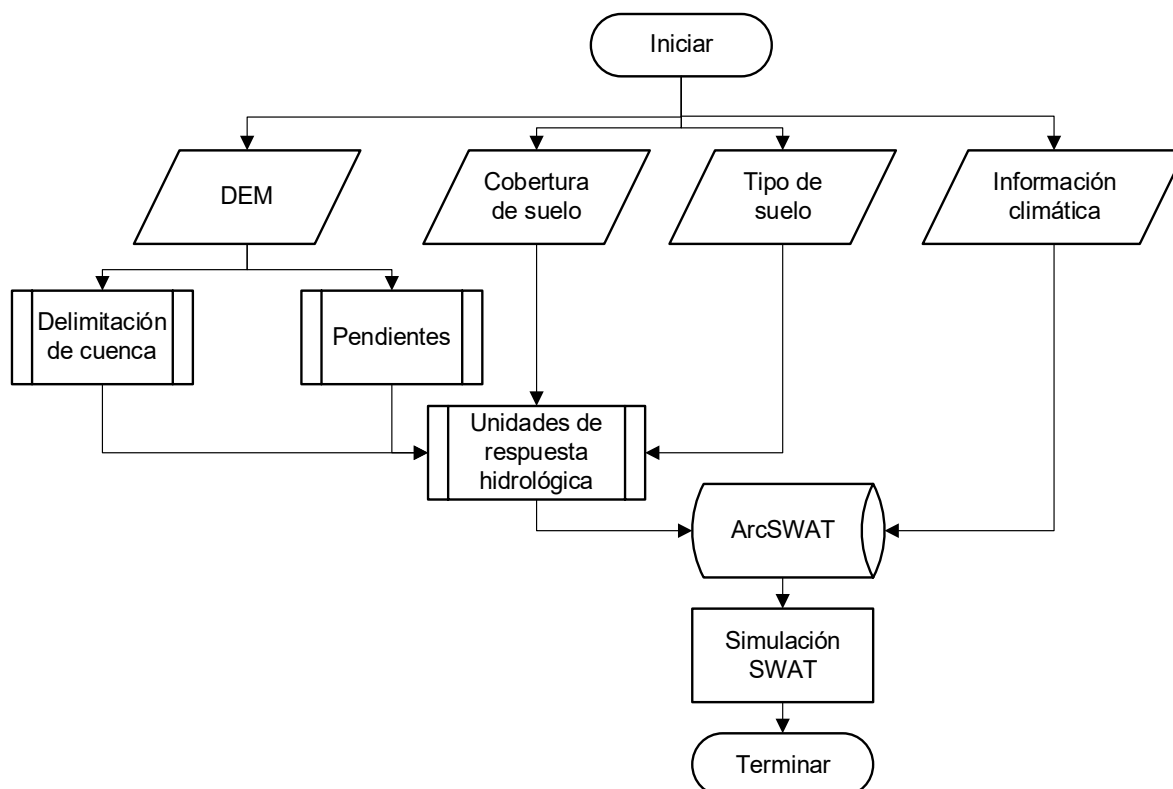 Iniciar
DEM
Cobertura
de suelo
Tipo de
suelo
Información
climática
Delimitación
de cuenca
Pendientes
Unidades de
respuesta
hidrológica
ArcSWAT
Simulación
SWAT
Terminar